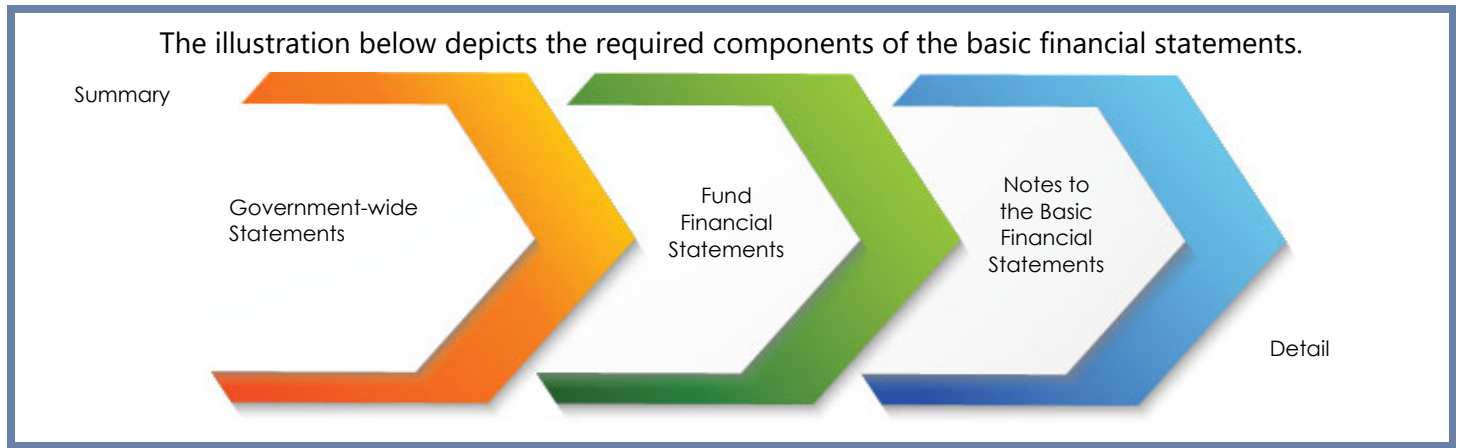 The illustration below depicts the required components of the basic financial statements.
Summary
Government-wide
Statements
Fund
Financial
Statements
Notes to
the Basic
Financial
Statements
Detail